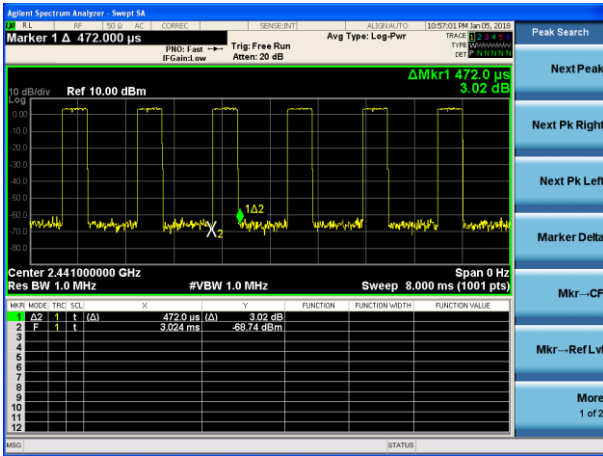 Agilent Spectrum Analyzer - Swept SA
RL RF 50 Ω AC CORREC SENSE:INT ALIGN AUTO 10:57:01 PM Jan 05, 2018
Marker 1 Δ 472.000 µs
PNO: Fast
IFGain:Low
Trig: Free Run
Atten: 20 dB
Avg Type: Log-Pwr
TRACE 1 2 3 4 5 6
TYPE
DET P N N N N N
ΔMkr1 472.0 µs
3.02 dB
10 dB/div Ref 10.00 dBm
Log
0.00
-10.0
-20.0
-30.0
-40.0
-50.0
-60.0
-70.0
-80.0
1Δ2
X2
Center 2.441000000 GHz
Span 0 Hz
Res BW 1.0 MHz #VBW 1.0 MHz Sweep 8.000 ms (1001 pts)
MKR MODE TRC SCL X Y FUNCTION FUNCTION WIDTH FUNCTION VALUE
1 Δ2 1 t (Δ) 472.0 µs (Δ) 3.02 dB
2 F 1 t 3.024 ms -68.74 dBm
3
4
5
6
7
8
9
10
11
12
MSG STATUS
Peak Search
Next Peak
Next Pk Right
Next Pk Left
Marker Delta
Mkr→CF
Mkr→Ref Lvl
More
1 of 2